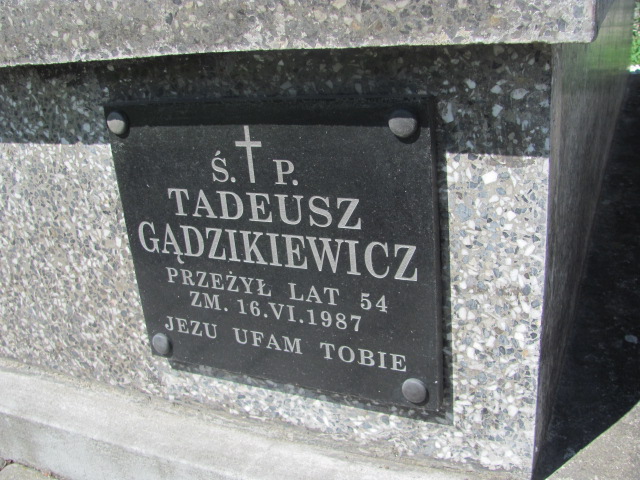 Ś. P.
TADEUSZ
GĄDZIKIEWICZ
PRZEŻYŁ LAT 54
ZM. 16.VI.1987
JEZU UFAM TOBIE